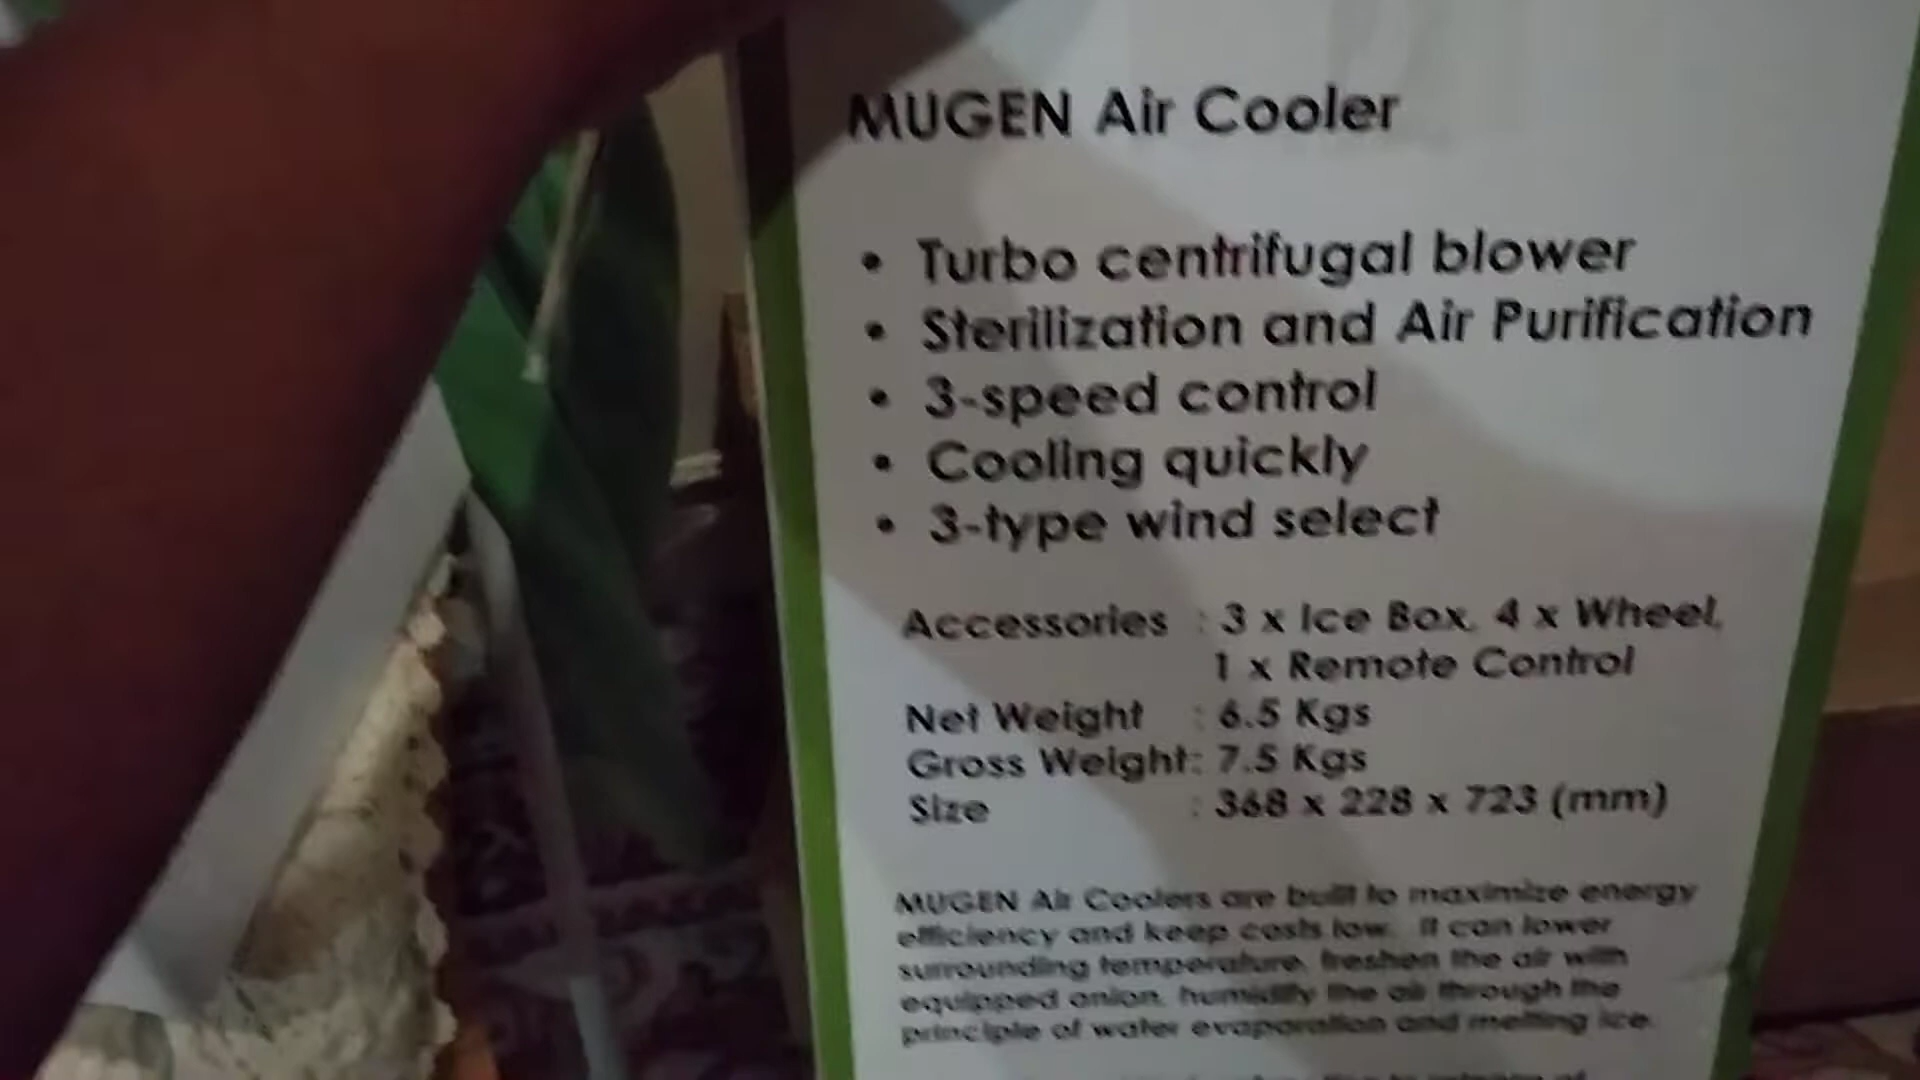 MUGEN Air Cooler
• Turbo centrifugal blower
• Sterilization and Air Purification
• 3-speed control
• Cooling quickly
• 3-type wind select
Accessories : 3 x Ice Box, 4 x Wheel,
1 x Remote Control
Net Weight : 6.5 Kgs
Gross Weight: 7.5 Kgs
Size : 368 x 228 x 723 (mm)
MUGEN Air Coolers are built to maximize energy
efficiency and keep costs low. It can lower
surrounding temperature, freshen the air with
equipped anion, humidify the air through the
principle of water evaporation and melting ice.